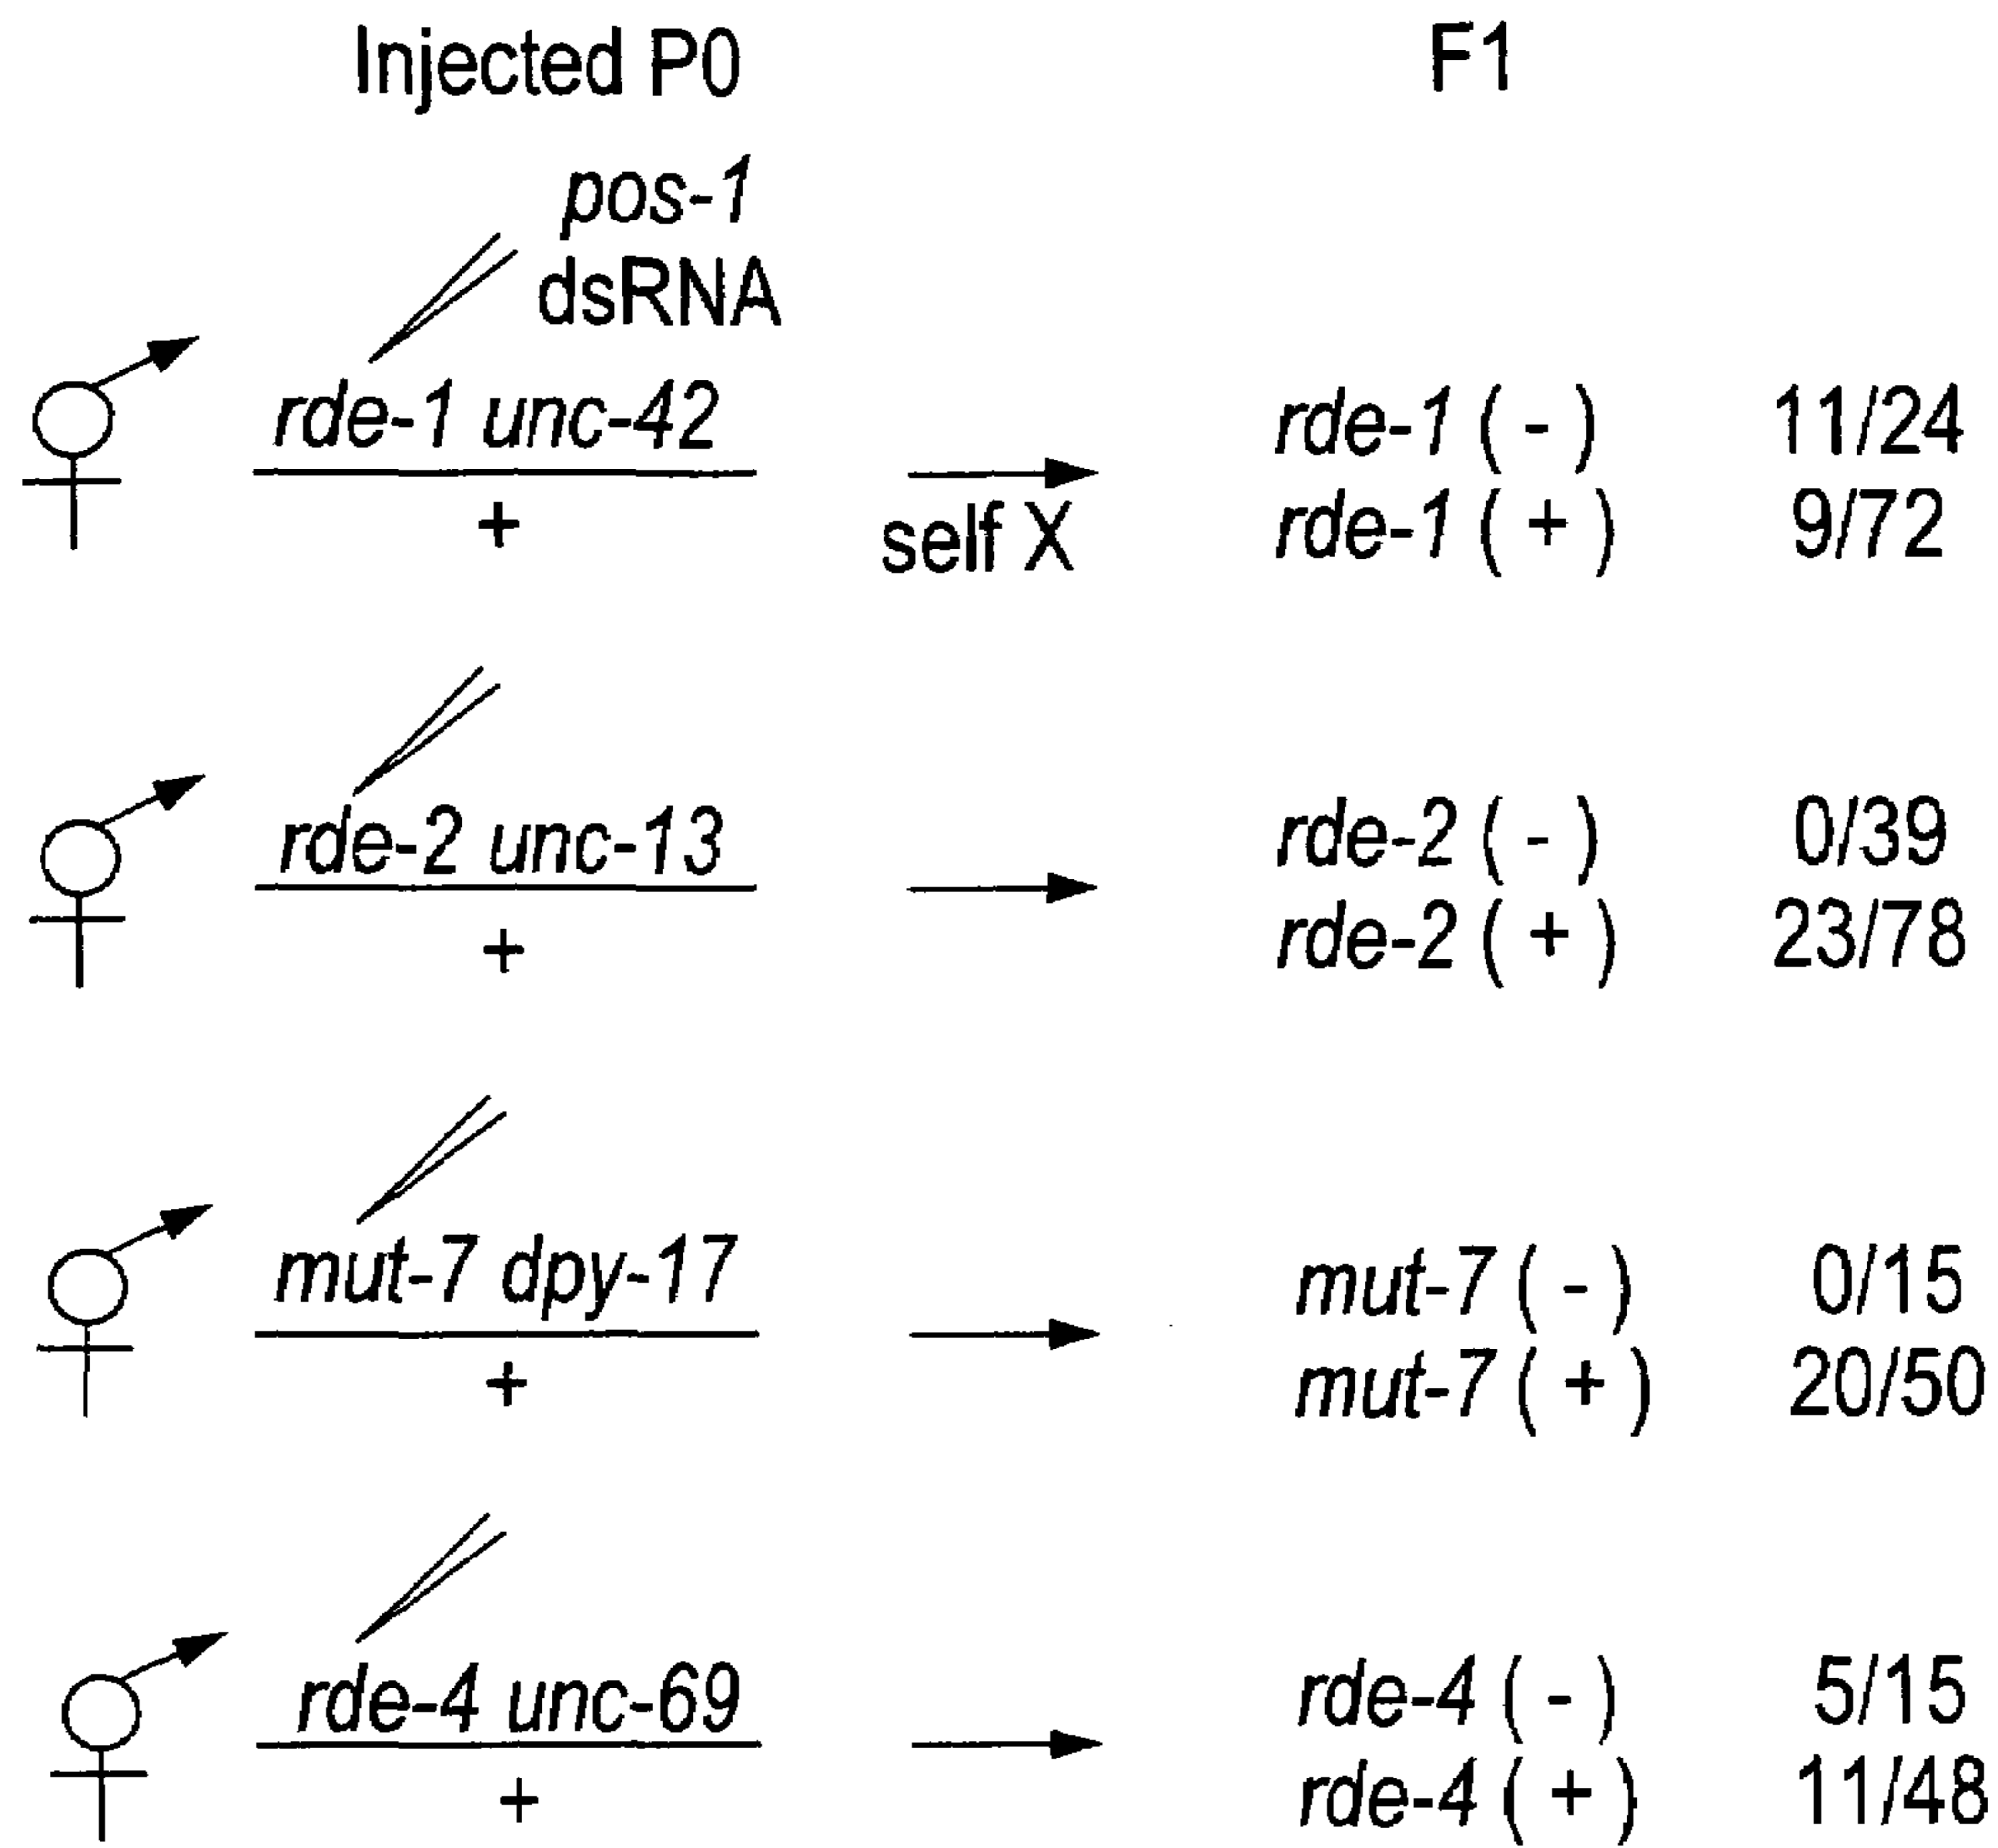 Injected P0 F1
pos-1
dsRNA
rde-1 unc-42 rde-1 ( - ) 11/24
+ self X rde-1 ( + ) 9/72
rde-2 unc-13 rde-2 ( - ) 0/39
+ rde-2 ( + ) 23/78
mut-7 dpy-17 mut-7 ( - ) 0/15
+ mut-7 ( + ) 20/50
rde-4 unc-69 rde-4 ( - ) 5/15
+ rde-4 ( + ) 11/48